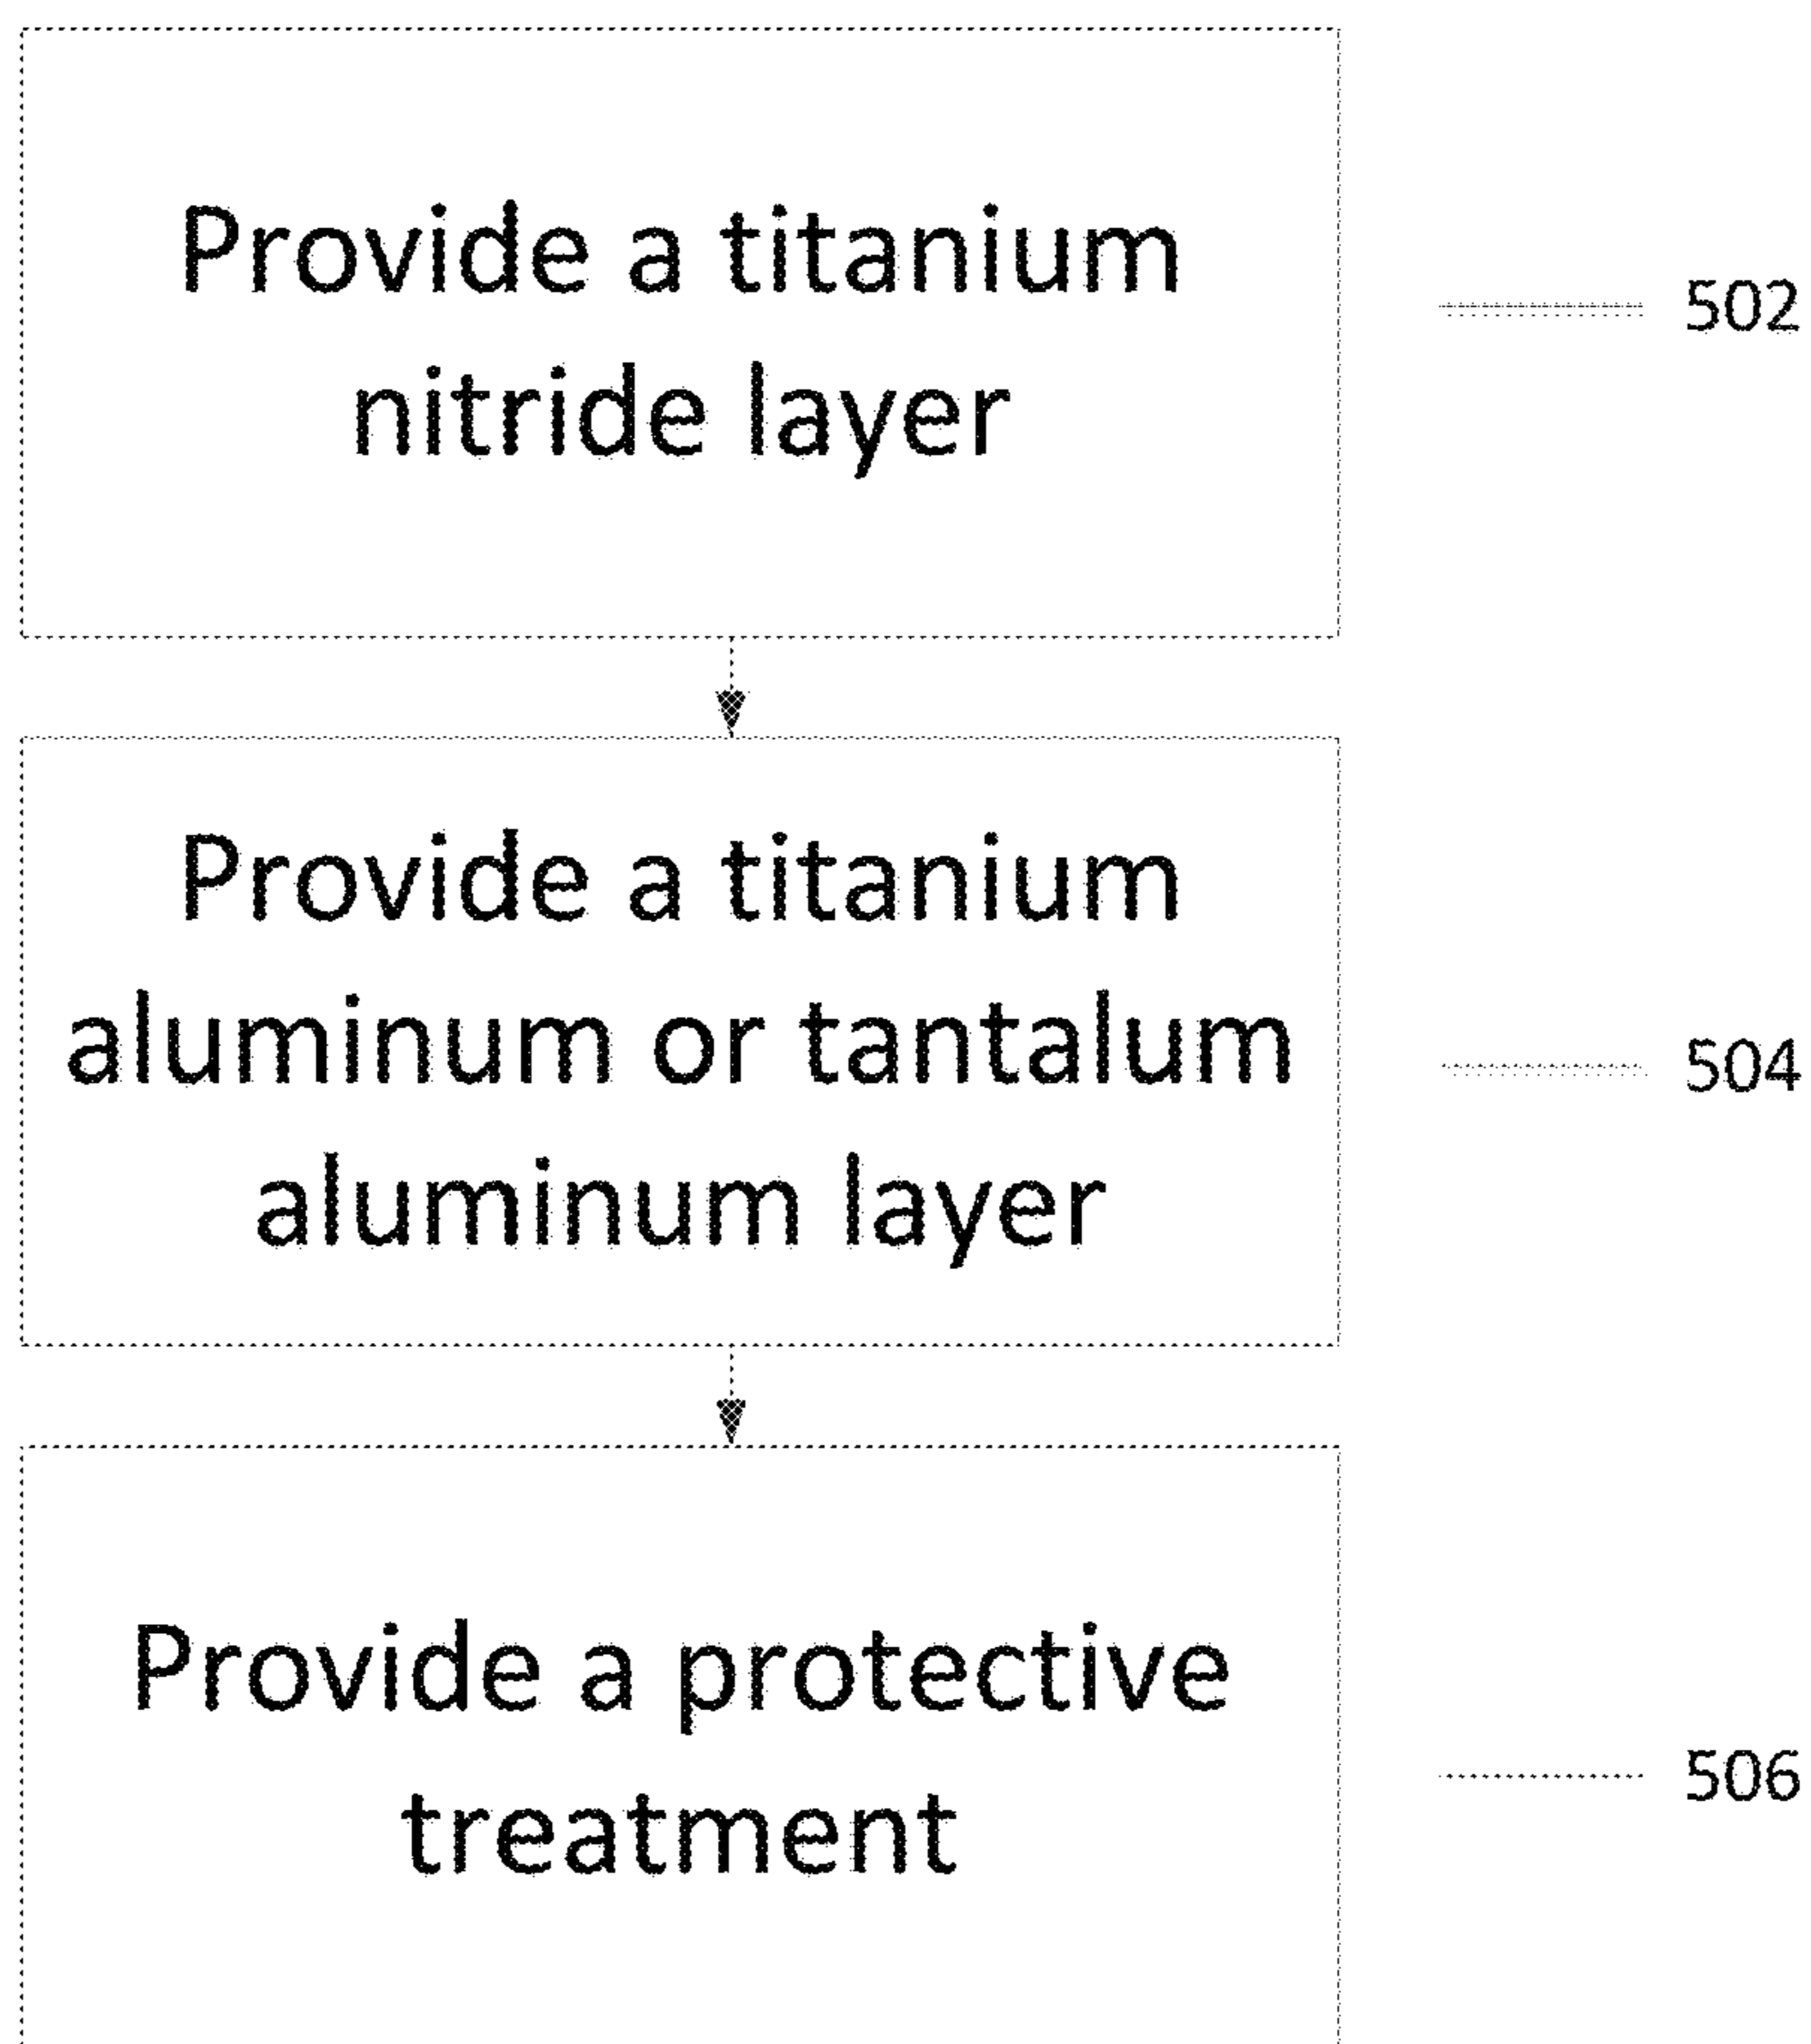 Provide a titanium
nitride layer
502
Provide a titanium
aluminum or tantalum
aluminum layer
504
Provide a protective
treatment
506